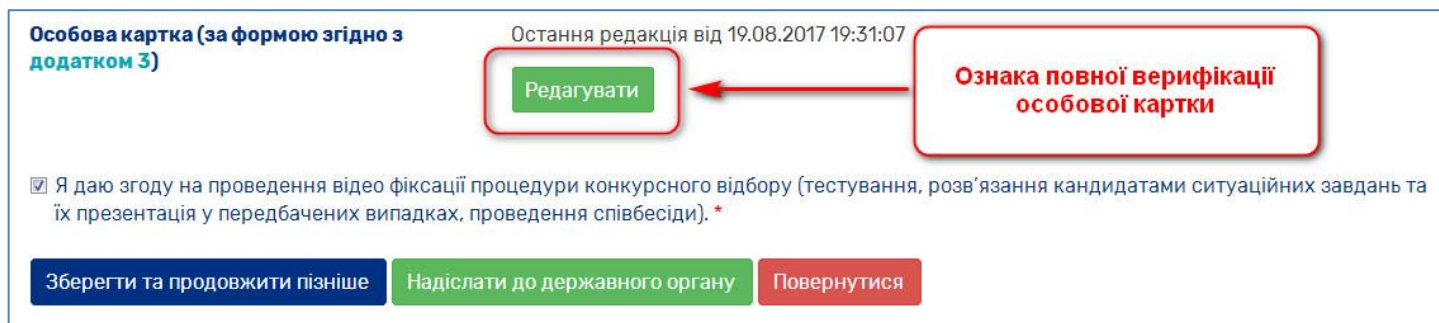 Особова картка (за формою згідно з
додатком 3)
Остання редакція від 19.08.2017 19:31:07
Редагувати
Ознака повної верифікації
особової картки
Я даю згоду на проведення відео фіксації процедури конкурсного відбору (тестування, розв’язання кандидатами ситуаційних завдань та
їх презентація у передбачених випадках, проведення співбесіди). *
Зберегти та продовжити пізніше
Надіслати до державного органу
Повернутися